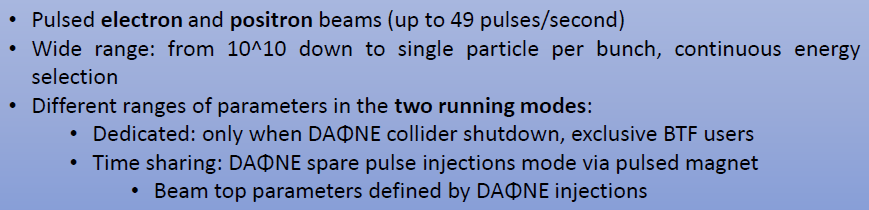 • Pulsed electron and positron beams (up to 49 pulses/second)
• Wide range: from 10^10 down to single particle per bunch, continuous energy
selection
• Different ranges of parameters in the two running modes:
• Dedicated: only when DAΦNE collider shutdown, exclusive BTF users
• Time sharing: DAΦNE spare pulse injections mode via pulsed magnet
• Beam top parameters defined by DAΦNE injections